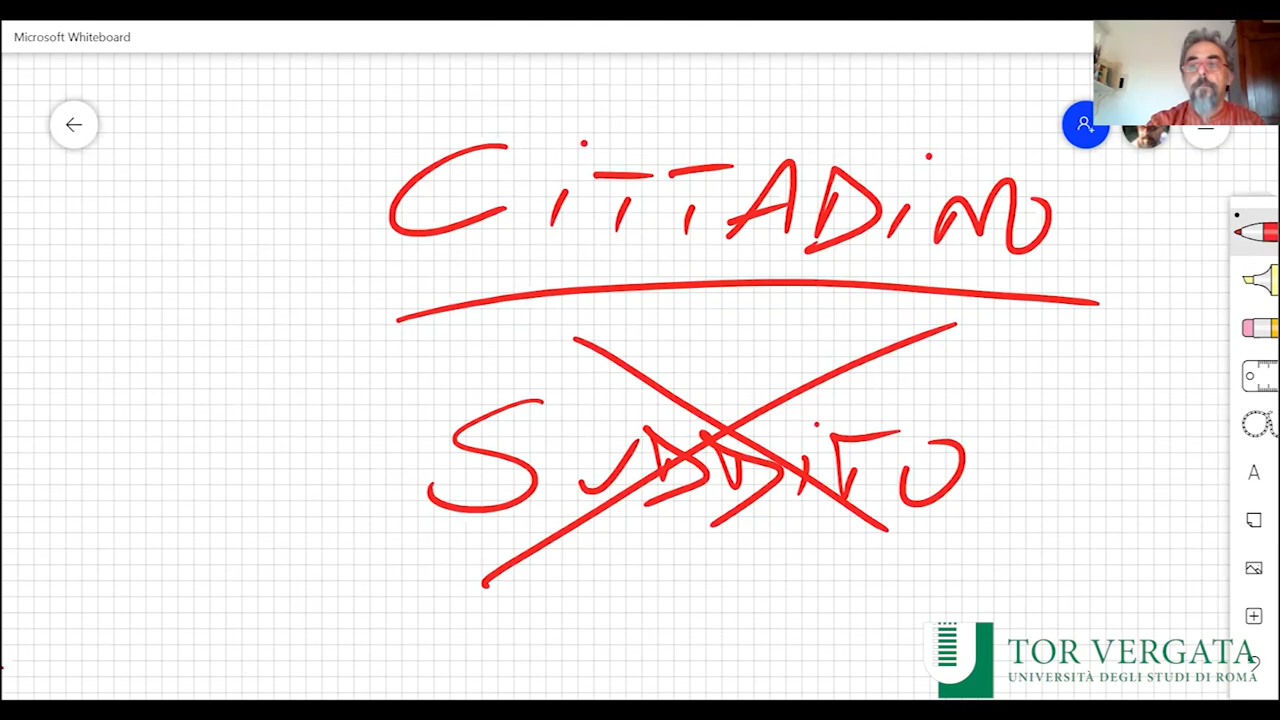 Microsoft Whiteboard
CiTTADiNO
SuDDiTO
A
TOR VERGATA
UNIVERSITÀ DEGLI STUDI DI ROMA